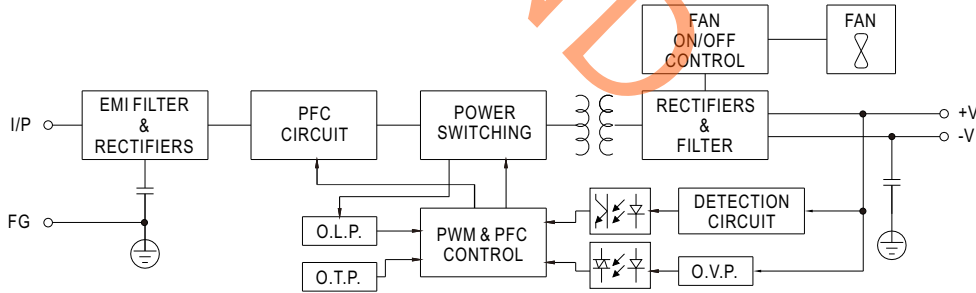 FAN
ON/OFF
CONTROL
FAN
I/P
EMI FILTER
&
RECTIFIERS
PFC
CIRCUIT
POWER
SWITCHING
RECTIFIERS
&
FILTER
+V
-V
FG
O.L.P.
O.T.P.
PWM & PFC
CONTROL
DETECTION
CIRCUIT
O.V.P.